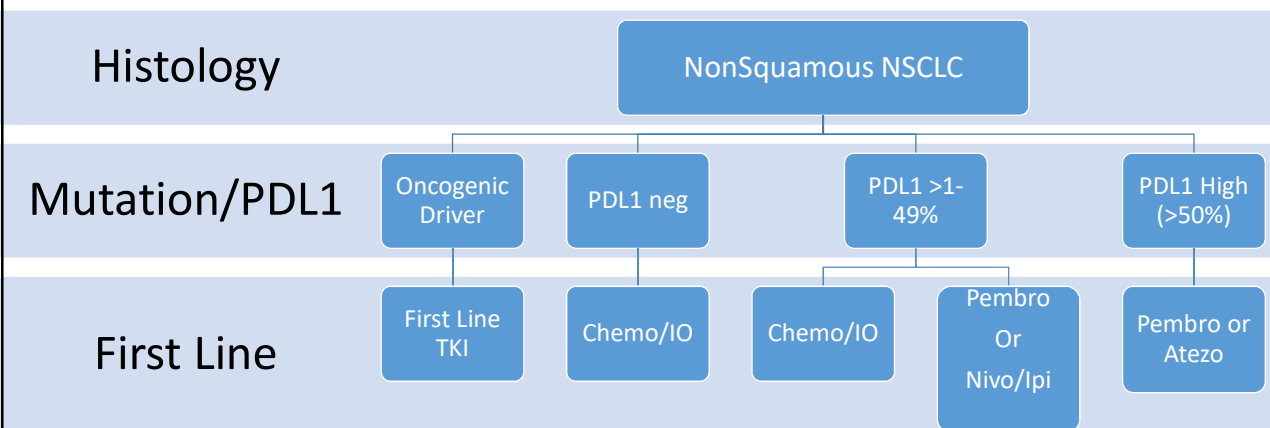 Histology
NonSquamous NSCLC
Mutation/PDL1
Oncogenic
Driver
PDL1 neg
PDL1 >1-
49%
PDL1 High
(>50%)
First Line
First Line
TKI
Chemo/IO
Chemo/IO
Pembro
Or
Nivo/Ipi
Pembro or
Atezo